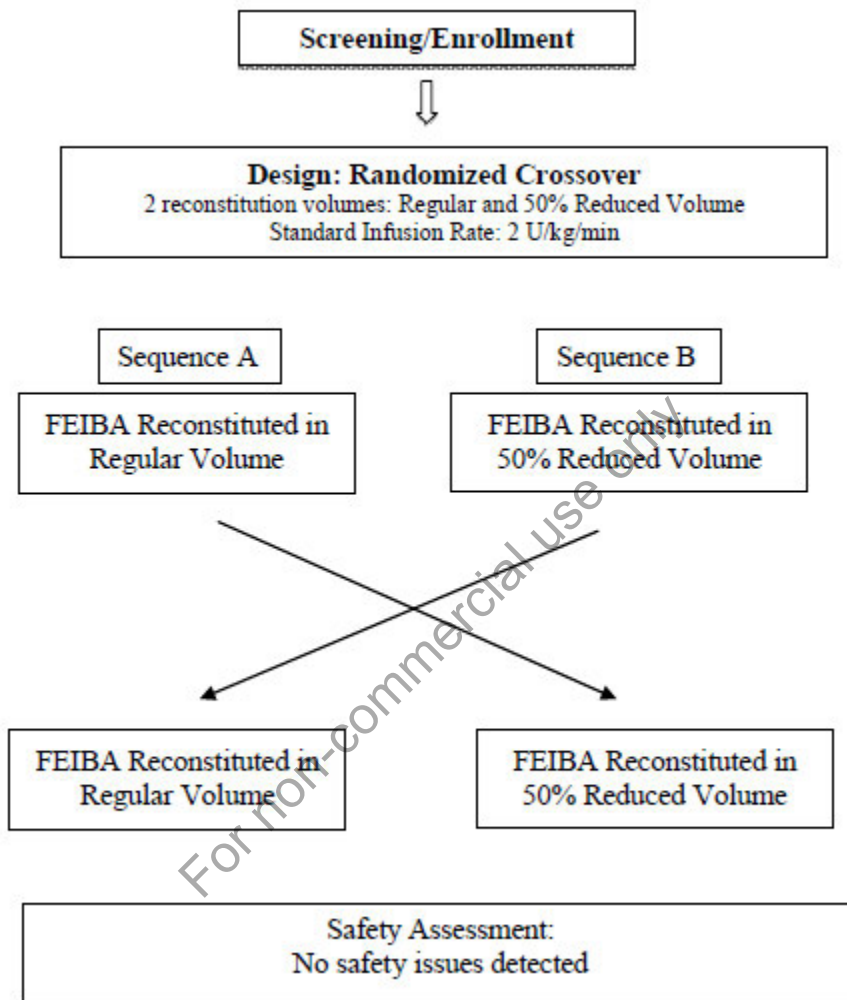 Screening/Enrollment
Design: Randomized Crossover
2 reconstitution volumes: Regular and 50% Reduced Volume
Standard Infusion Rate: 2 U/kg/min
Sequence A
FEIBA Reconstituted in
Regular Volume
Sequence B
FEIBA Reconstituted in
50% Reduced Volume
FEIBA Reconstituted in
Regular Volume
FEIBA Reconstituted in
50% Reduced Volume
Safety Assessment:
No safety issues detected
For non-commercial use only